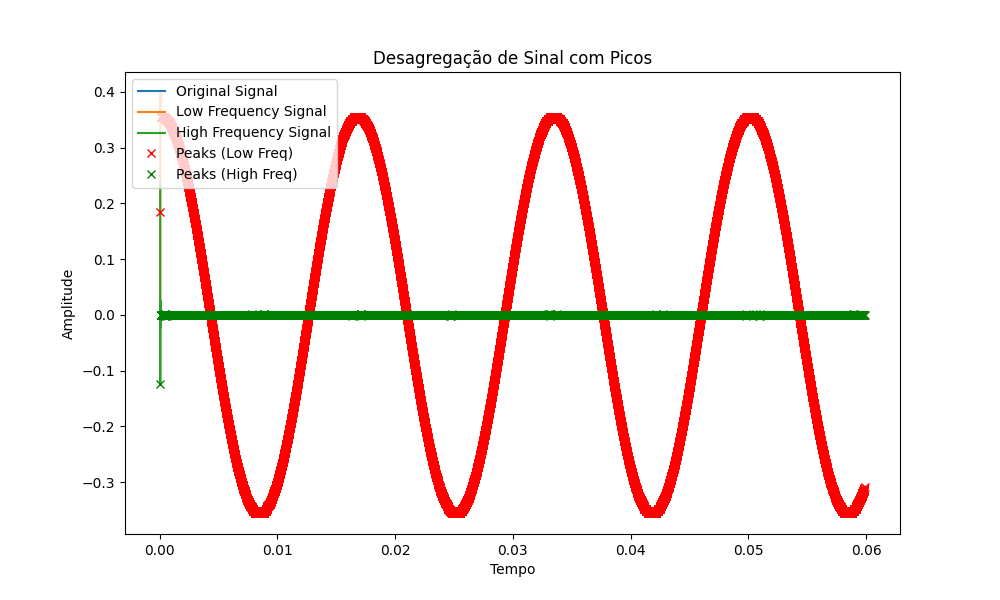 Desagregação de Sinal com Picos
Original Signal
Low Frequency Signal
High Frequency Signal
Peaks (Low Freq)
Peaks (High Freq)
Amplitude
0.4
0.3
0.2
0.1
0.0
−0.1
−0.2
−0.3
0.00
0.01
0.02
0.03
0.04
0.05
0.06
Tempo